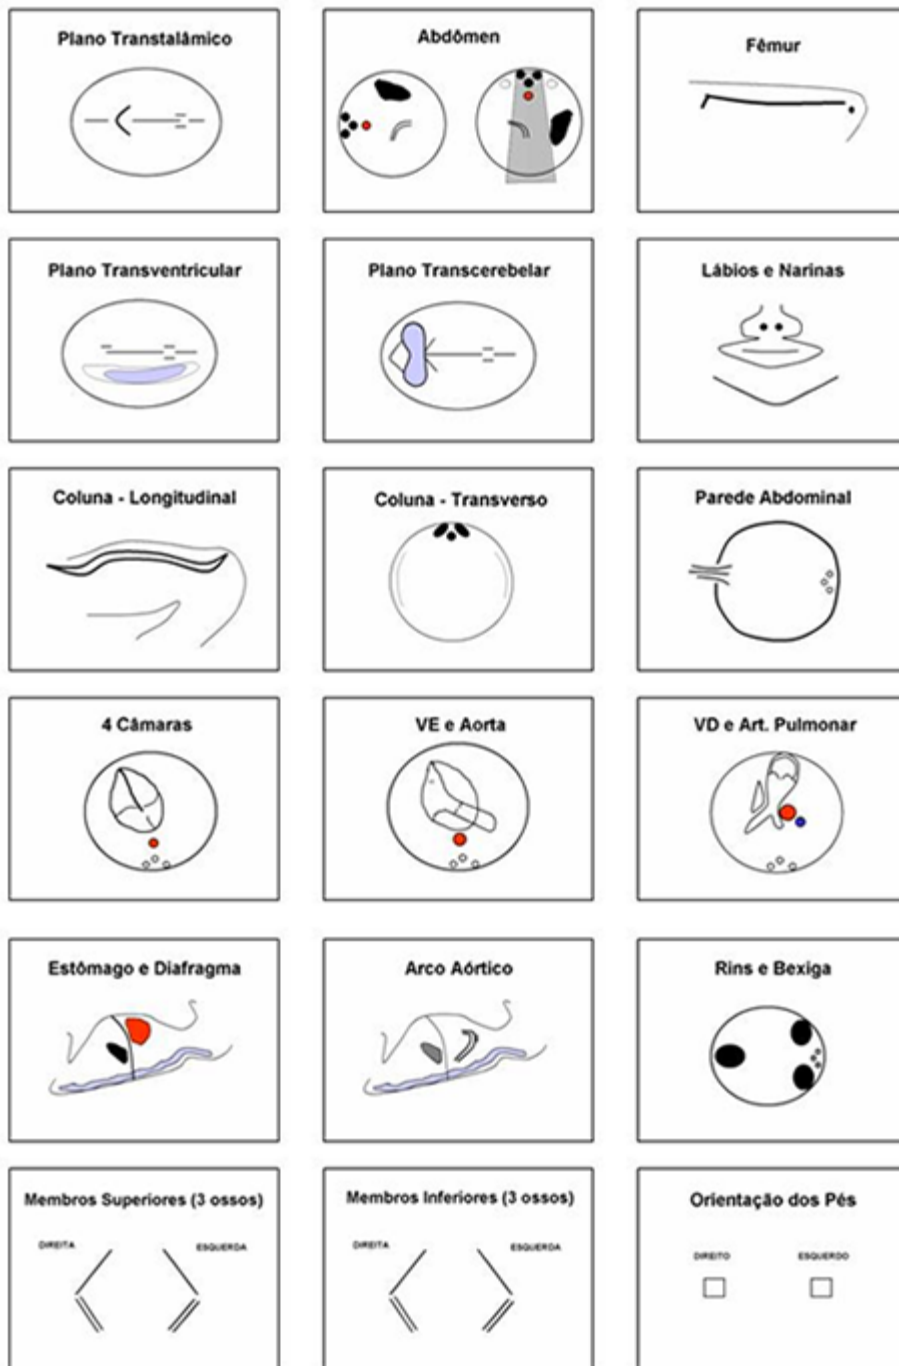 Plano Transtalâmico
Abdômen
Fêmur
Plano Transventricular
Plano Transcerebelar
Lábios e Narinas
Coluna - Longitudinal
Coluna - Transverso
Parede Abdominal
4 Câmaras
VE e Aorta
VD e Art. Pulmonar
Estômago e Diafragma
Arco Aórtico
Rins e Bexiga
Membros Superiores (3 ossos)
DIREITA
ESQUERDA
Membros Inferiores (3 ossos)
DIREITA
ESQUERDA
Orientação dos Pés
DIREITO
ESQUERDO